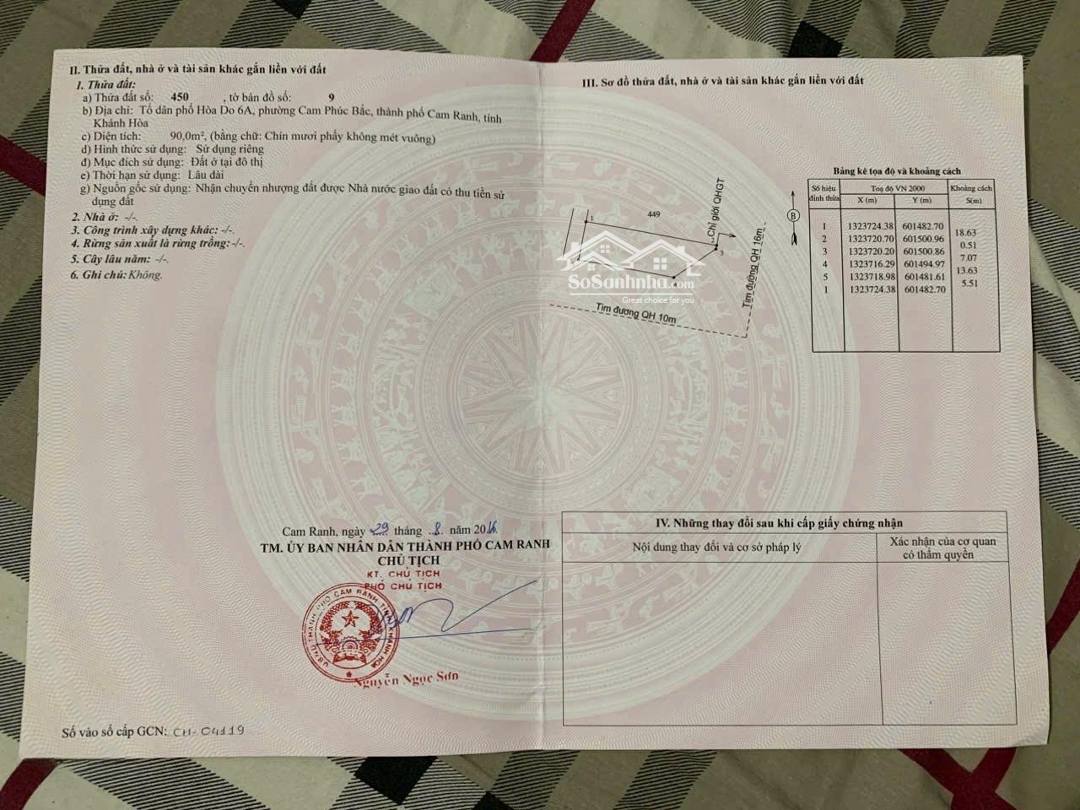 II. Thửa đất, nhà ở và tài sản khác gắn liền với đất
1. Thửa đất:
a) Thửa đất số: 450 , tờ bản đồ số: 9
b) Địa chỉ: Tổ dân phố Hòa Do 6A, phường Cam Phúc Bắc, thành phố Cam Ranh, tỉnh
Khánh Hòa
c) Diện tích: 90,0m², (bằng chữ: Chín mươi phẩy không mét vuông)
d) Hình thức sử dụng: Sử dụng riêng
đ) Mục đích sử dụng: Đất ở tại đô thị
e) Thời hạn sử dụng: Lâu dài
g) Nguồn gốc sử dụng: Nhận chuyển nhượng đất được Nhà nước giao đất có thu tiền sử
dụng đất
2. Nhà ở: -/-.
3. Công trình xây dựng khác: -/-.
4. Rừng sản xuất là rừng trồng:-/-.
5. Cây lâu năm: -/-.
6. Ghi chú: Không.
Cam Ranh, ngày 29 tháng 8 năm 2016
TM. ỦY BAN NHÂN DÂN THÀNH PHỐ CAM RANH
CHỦ TỊCH
KT. CHỦ TỊCH
PHÓ CHỦ TỊCH
Nguyễn Ngọc Sơn
Số vào sổ cấp GCN: CH-04119
III. Sơ đồ thửa đất, nhà ở và tài sản khác gắn liền với đất
1
449
Chỉ giới QHGT
3
B
Tim đường QH 16m
Tim đường QH 10m
SoSanhnha.com
Great choice for you
Bảng kê tọa độ và khoảng cách
Số hiệu đỉnh thửa Toạ độ VN 2000 Khoảng cách
X (m) Y (m) S(m)
1 1323724.38 601482.70
18.63
2 1323720.70 601500.96
0.51
3 1323720.20 601500.86
7.07
4 1323716.29 601494.97
13.63
5 1323718.98 601481.61
5.51
1 1323724.38 601482.70
IV. Những thay đổi sau khi cấp giấy chứng nhận
Nội dung thay đổi và cơ sở pháp lý
Xác nhận của cơ quan
có thẩm quyền